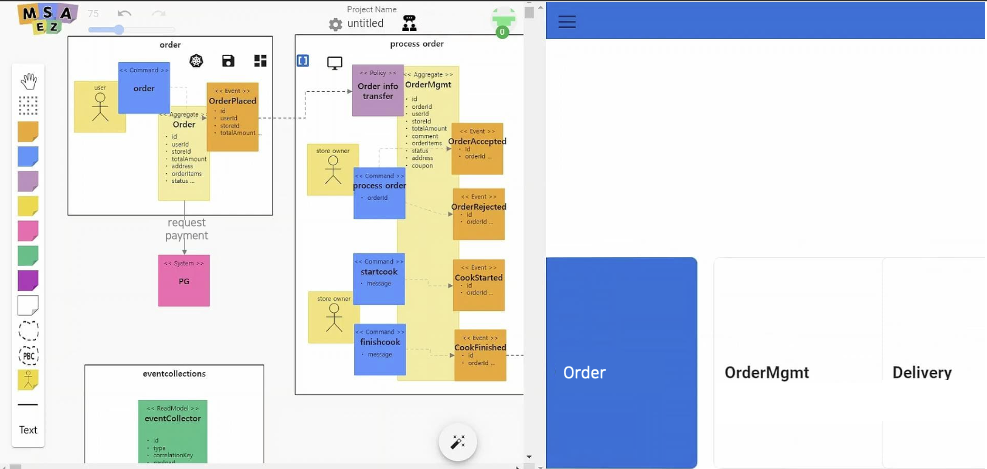 MSA
EZ
75
Project Name
untitled
0
order
<< Command >>
order
user
<< Event >>
OrderPlaced
id
userId
storeId
totalAmount...
<< Aggregate >>
Order
id
userId
storeId
totalAmount
address
orderItems
status ...
request
payment
<< System >>
PG
eventcollections
<< ReadModel >>
eventCollector
id
type
correlationKey
process order
<< Policy >>
Order info
transfer
<< Aggregate >>
OrderMgmt
id
orderId
userId
storeId
totalAmount
comment
orderItems
status
address
coupon
<< Event >>
OrderAccepted
id
orderId ...
store owner
<< Command >>
process order
orderId
<< Event >>
OrderRejected
id
orderId ...
<< Command >>
startcook
message
<< Event >>
CookStarted
id
orderId ...
store owner
<< Command >>
finishcook
message
<< Event >>
CookFinished
id
orderId ...
PBC
Text
Order
OrderMgmt
Delivery